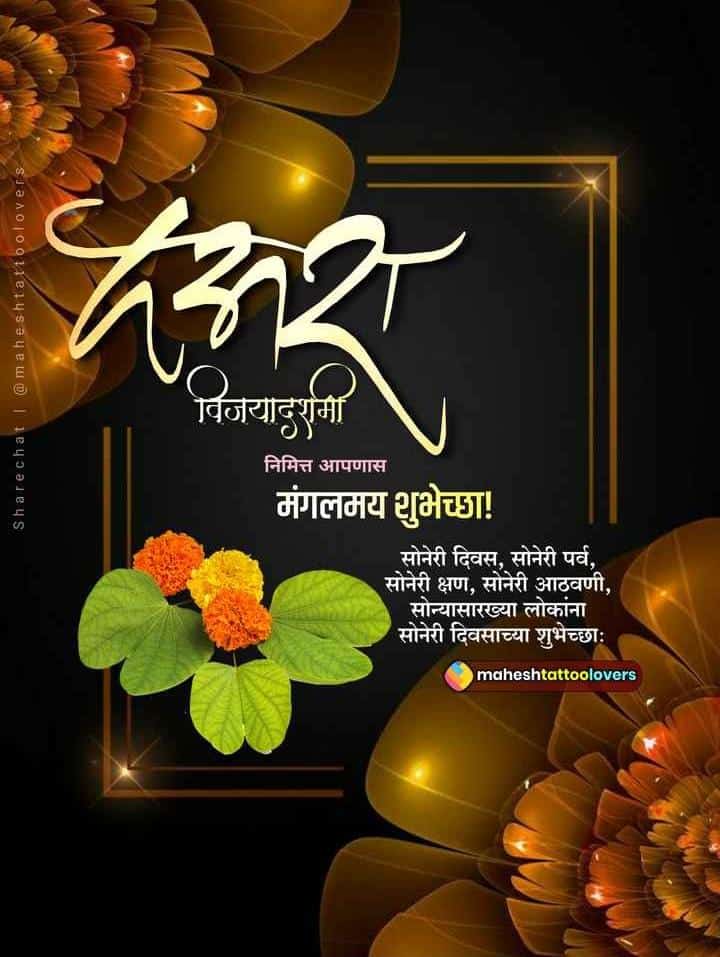 दसरा
विजयादशमी
निमित्त आपणास
मंगलमय शुभेच्छा!
सोनेरी दिवस, सोनेरी पर्व,
सोनेरी क्षण, सोनेरी आठवणी,
सोन्यासारख्या लोकांना
सोनेरी दिवसाच्या शुभेच्छा:
maheshtattoolovers
Sharechat | @maheshtattoolovers